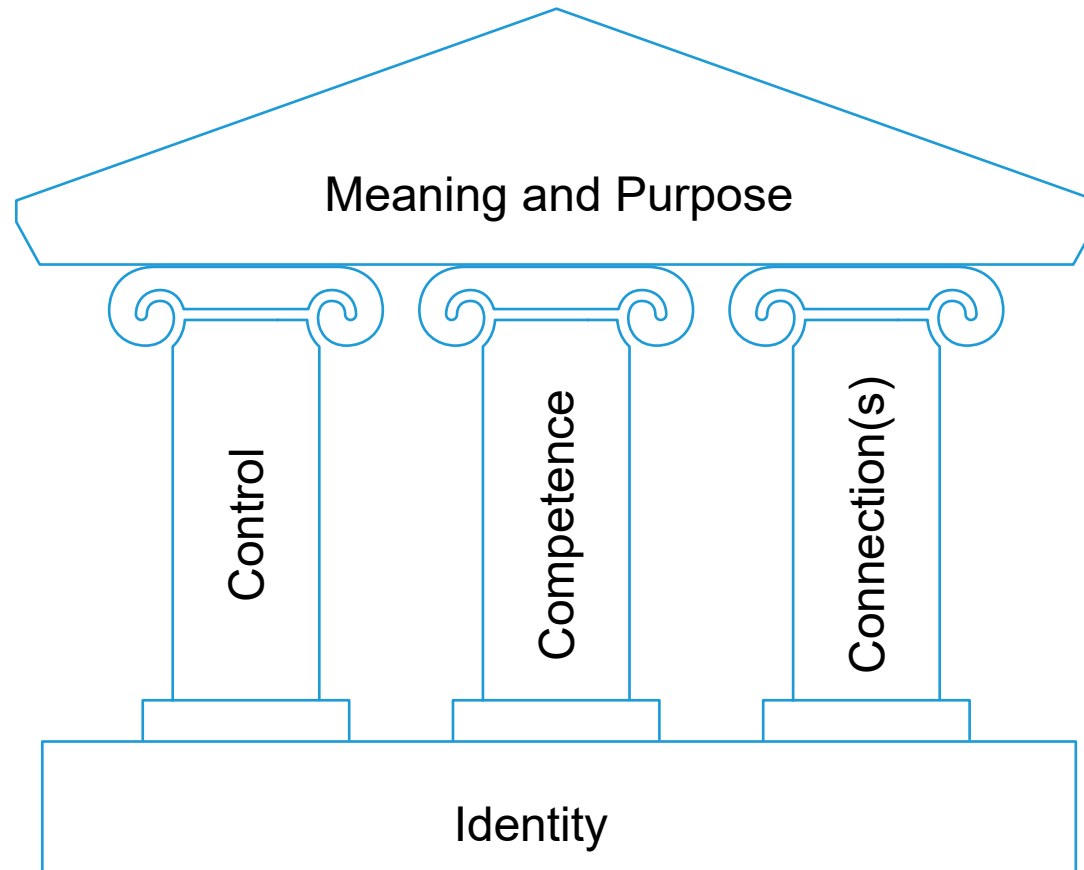 Meaning and Purpose
Control
Competence
Connection(s)
Identity